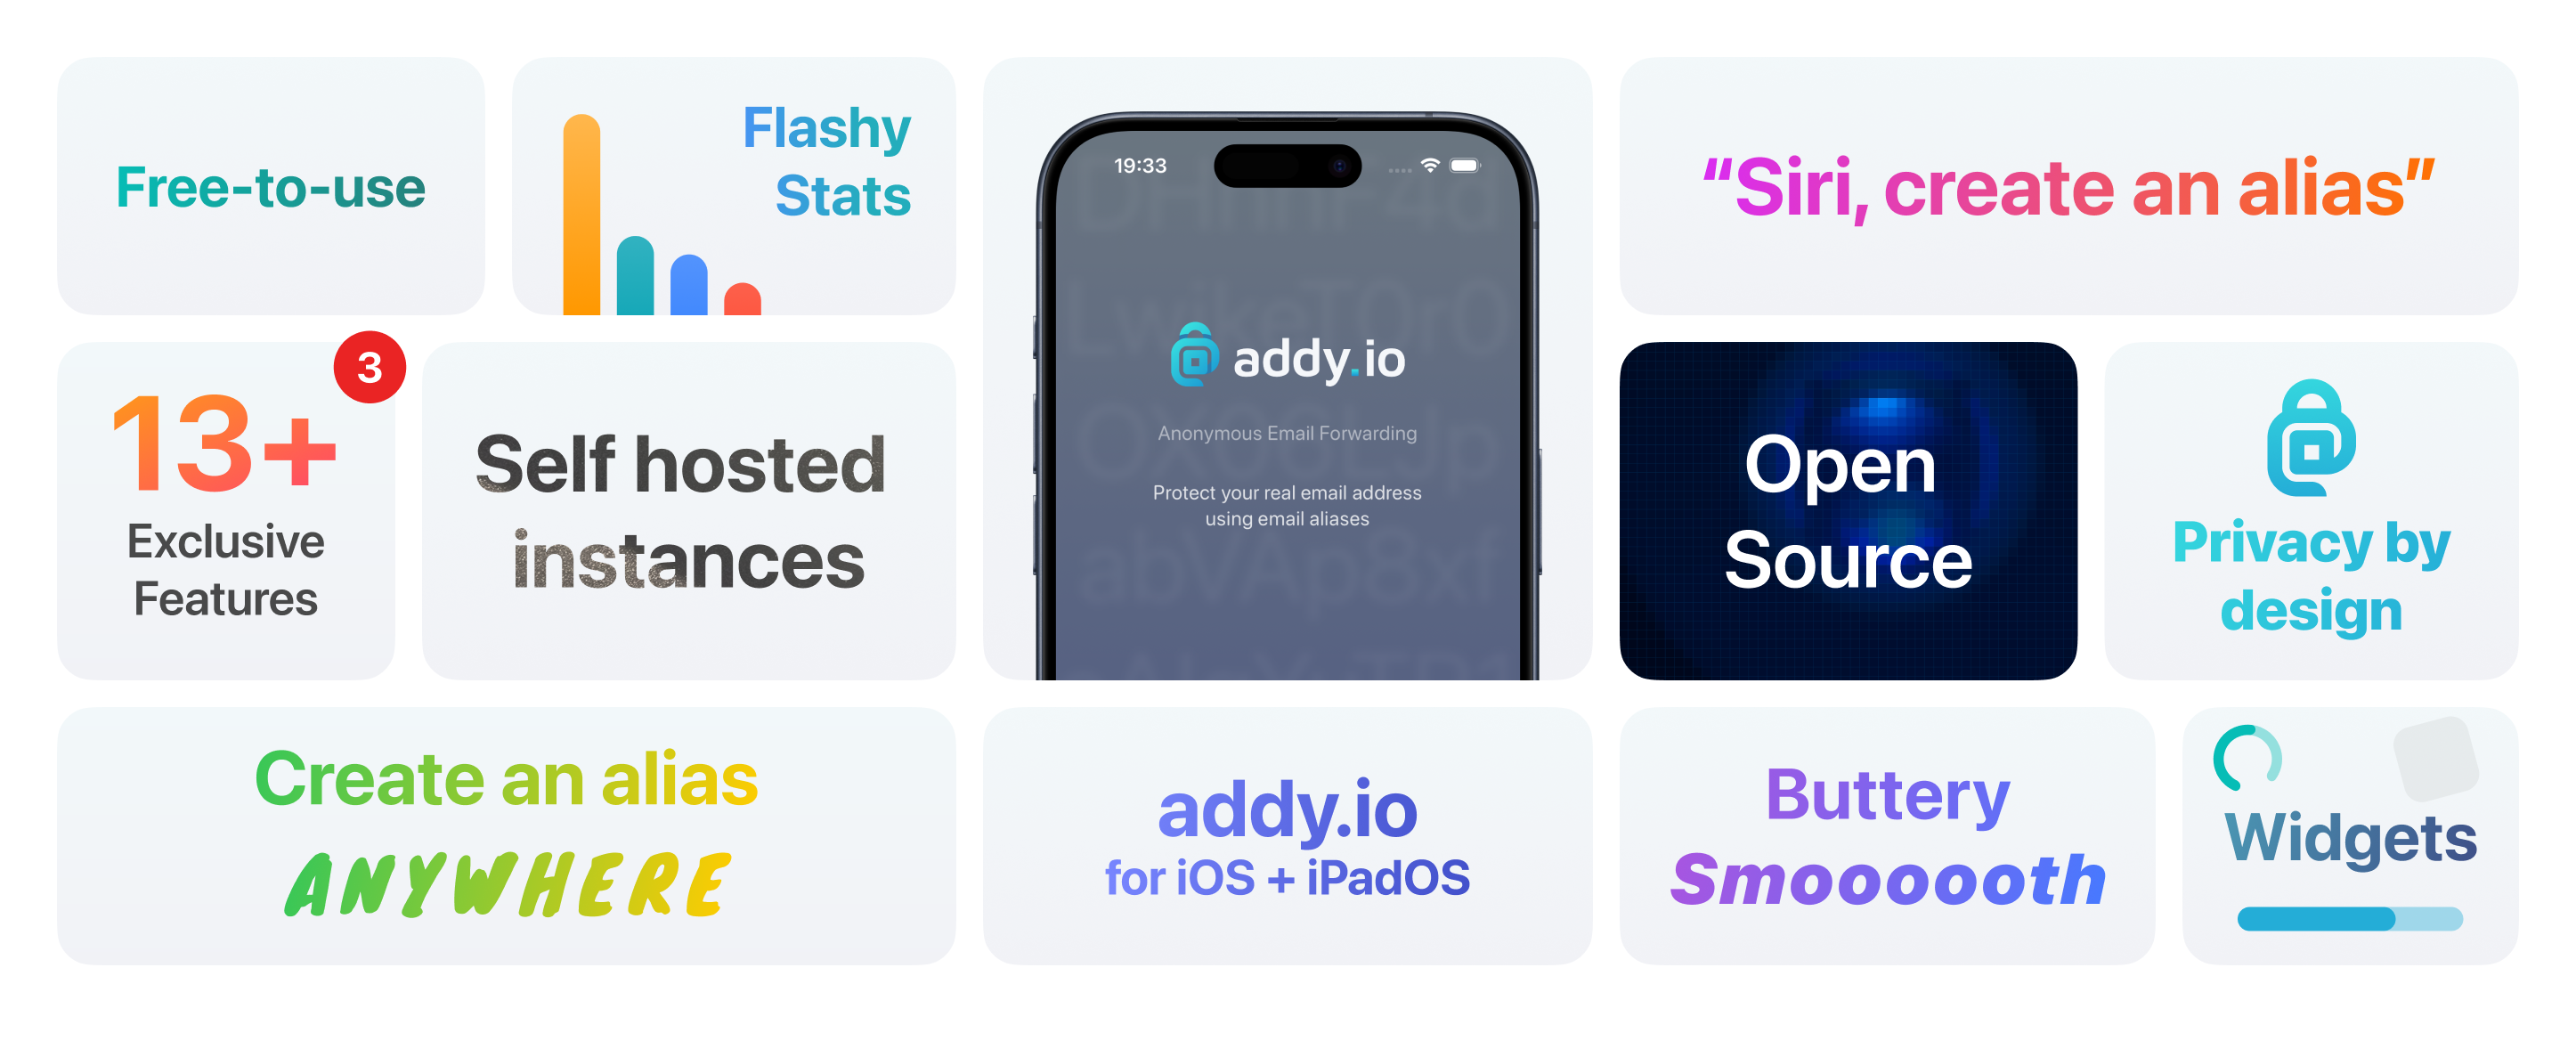 Free-to-use
Flashy
Stats
19:33
addy.io
Anonymous Email Forwarding
Protect your real email address
using email aliases
“Siri, create an alias”
3
13+
Exclusive
Features
Self hosted
instances
Open
Source
Privacy by
design
Create an alias
ANYWHERE
addy.io
for iOS + iPadOS
Buttery
Smoooooth
Widgets